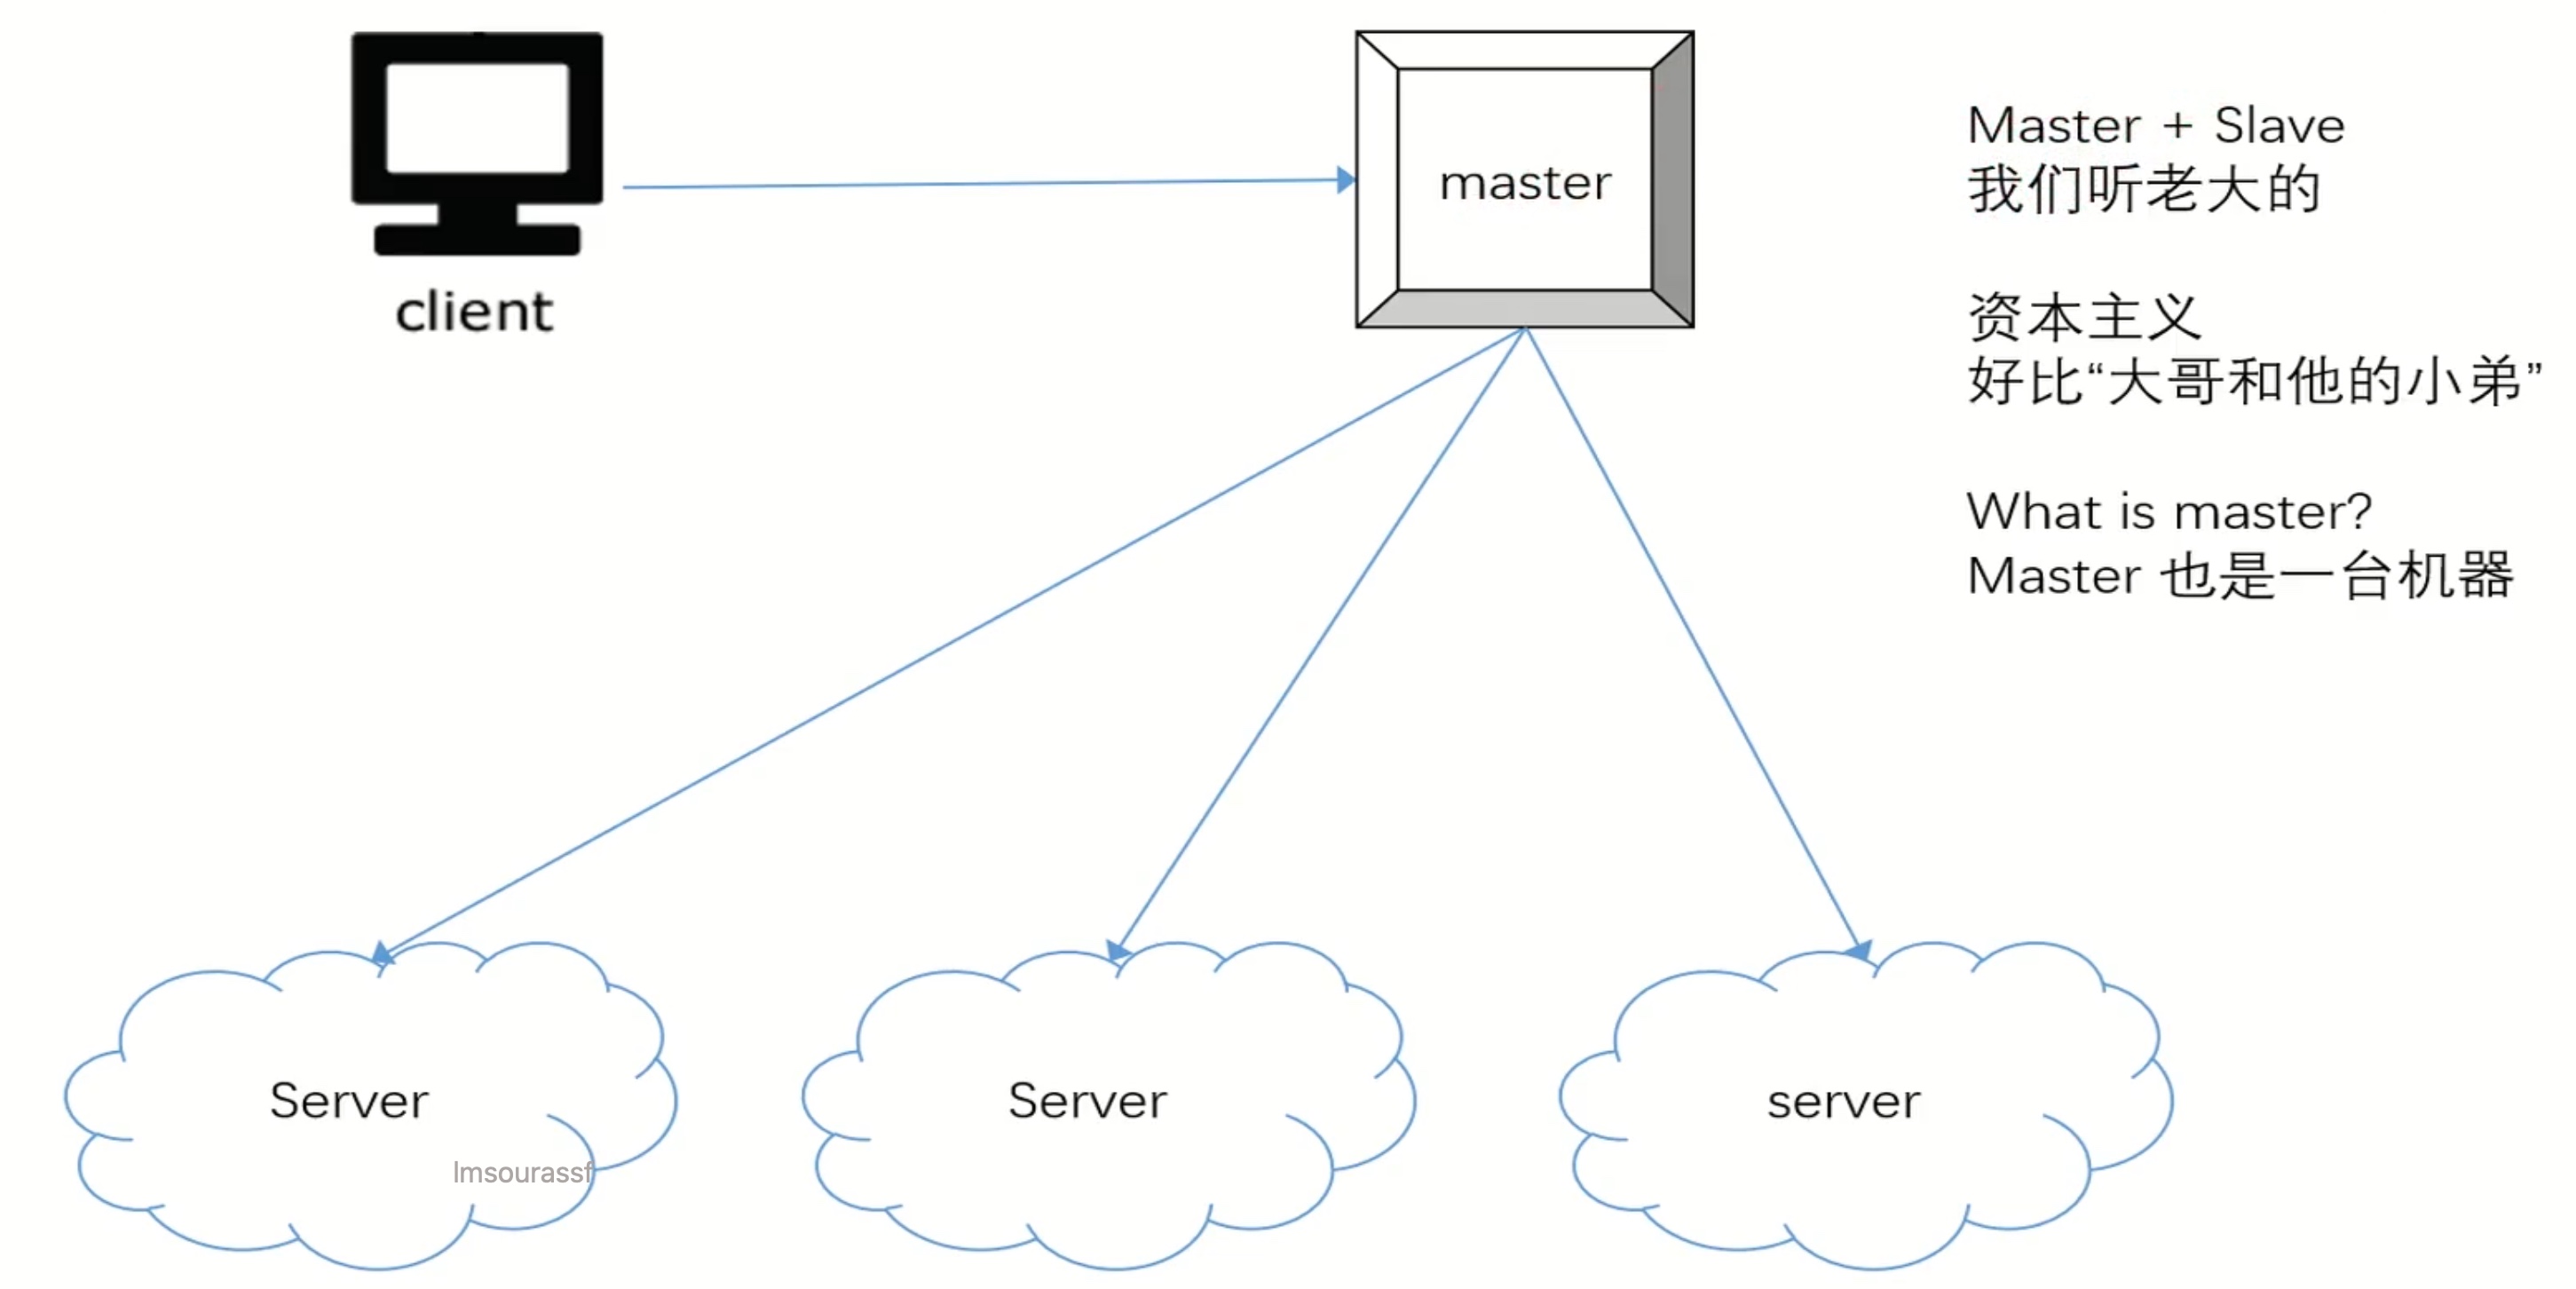 client
master
Master + Slave
我们听老大的
资本主义
好比“大哥和他的小弟”
What is master?
Master 也是一台机器
Server
Server
server
lmsourassf